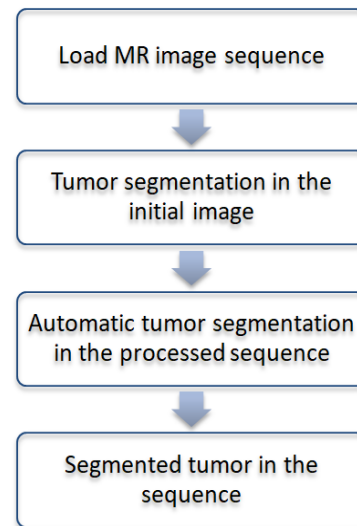 Load MR image sequence
Tumor segmentation in the
initial image
Automatic tumor segmentation
in the processed sequence
Segmented tumor in the
sequence